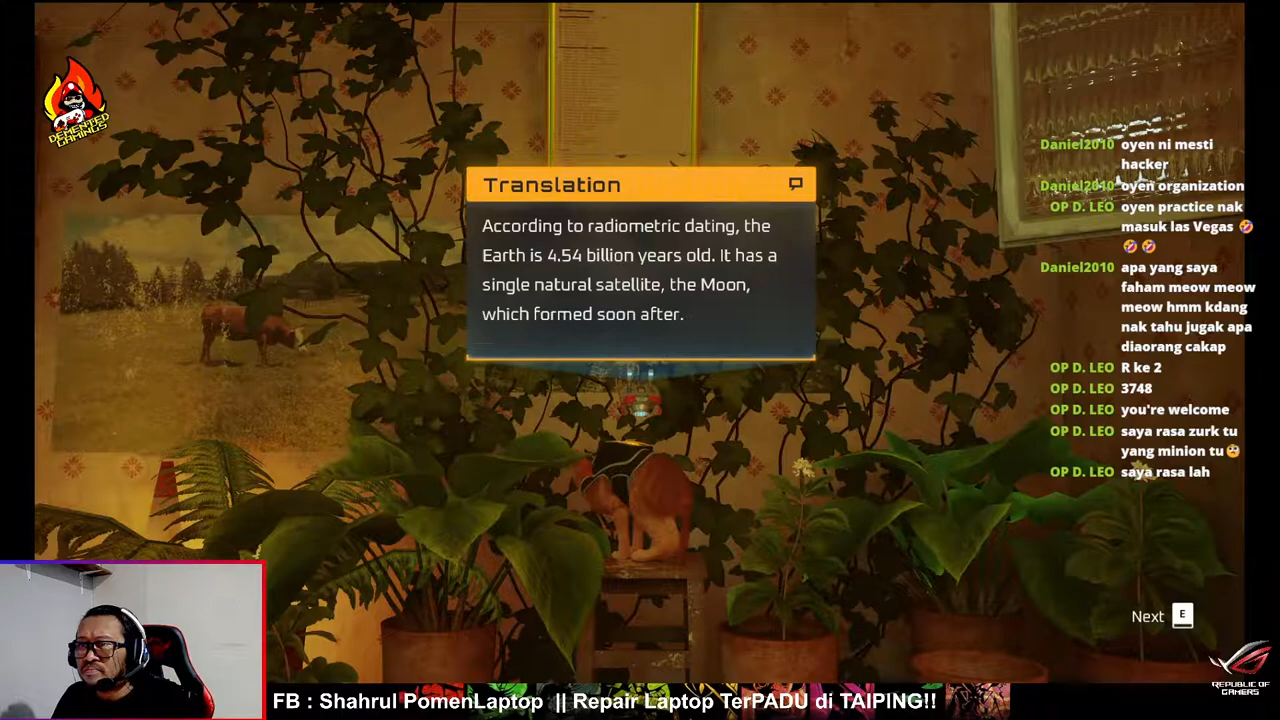 DEMENTED
GAMINGS
Translation
According to radiometric dating, the
Earth is 4.54 billion years old. It has a
single natural satellite, the Moon,
which formed soon after.
Daniel2010 oyen ni mesti
hacker
Daniel2010 oyen organization
OP D. LEO oyen practice nak
masuk las Vegas 🤣
🤣 🤣
Daniel2010 apa yang saya
faham meow meow
meow hmm kdang
nak tahu jugak apa
diaorang cakap
OP D. LEO R ke 2
OP D. LEO 3748
OP D. LEO you're welcome
OP D. LEO saya rasa zurk tu
yang minion tu😨
OP D. LEO saya rasa lah
Next E
REPUBLIC OF
GAMERS
FB : Shahrul PomenLaptop || Repair Laptop TerPADU di TAIPING!!